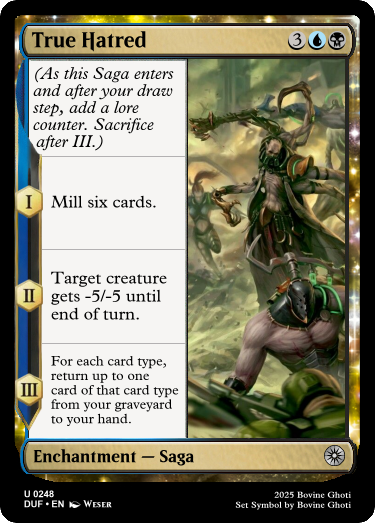 True Hatred 3
(As this Saga enters
and after your draw
step, add a lore
counter. Sacrifice
after III.)
I Mill six cards.
II Target creature
gets -5/-5 until
end of turn.
III For each card type,
return up to one
card of that card type
from your graveyard
to your hand.
Enchantment — Saga
U 0248
DUF • EN Weser
2025 Bovine Ghoti
Set Symbol by Bovine Ghoti